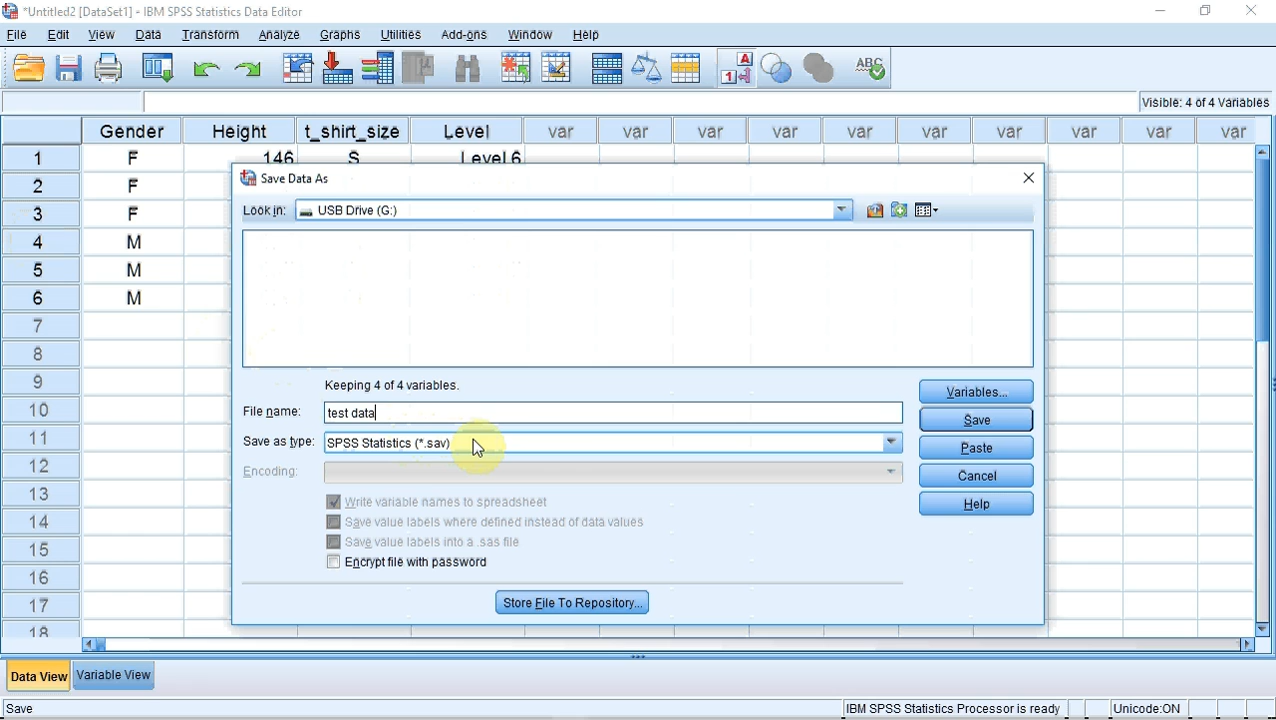 *Untitled2 [DataSet1] - IBM SPSS Statistics Data Editor
File Edit View Data Transform Analyze Graphs Utilities Add-ons Window Help
Visible: 4 of 4 Variables
Gender Height t_shirt_size Level var var var var var var var var var var
1 F 146 S Level 6
2 F
3 F
4 M
5 M
6 M
7
8
9
10
11
12
13
14
15
16
17
18
Save Data As
Look in: USB Drive (G:)
Keeping 4 of 4 variables.
File name: test data
Save as type: SPSS Statistics (*.sav)
Encoding:
Write variable names to spreadsheet
Save value labels where defined instead of data values
Save value labels into a .sas file
Encrypt file with password
Variables...
Save
Paste
Cancel
Help
Store File To Repository...
Data View Variable View
Save IBM SPSS Statistics Processor is ready Unicode:ON